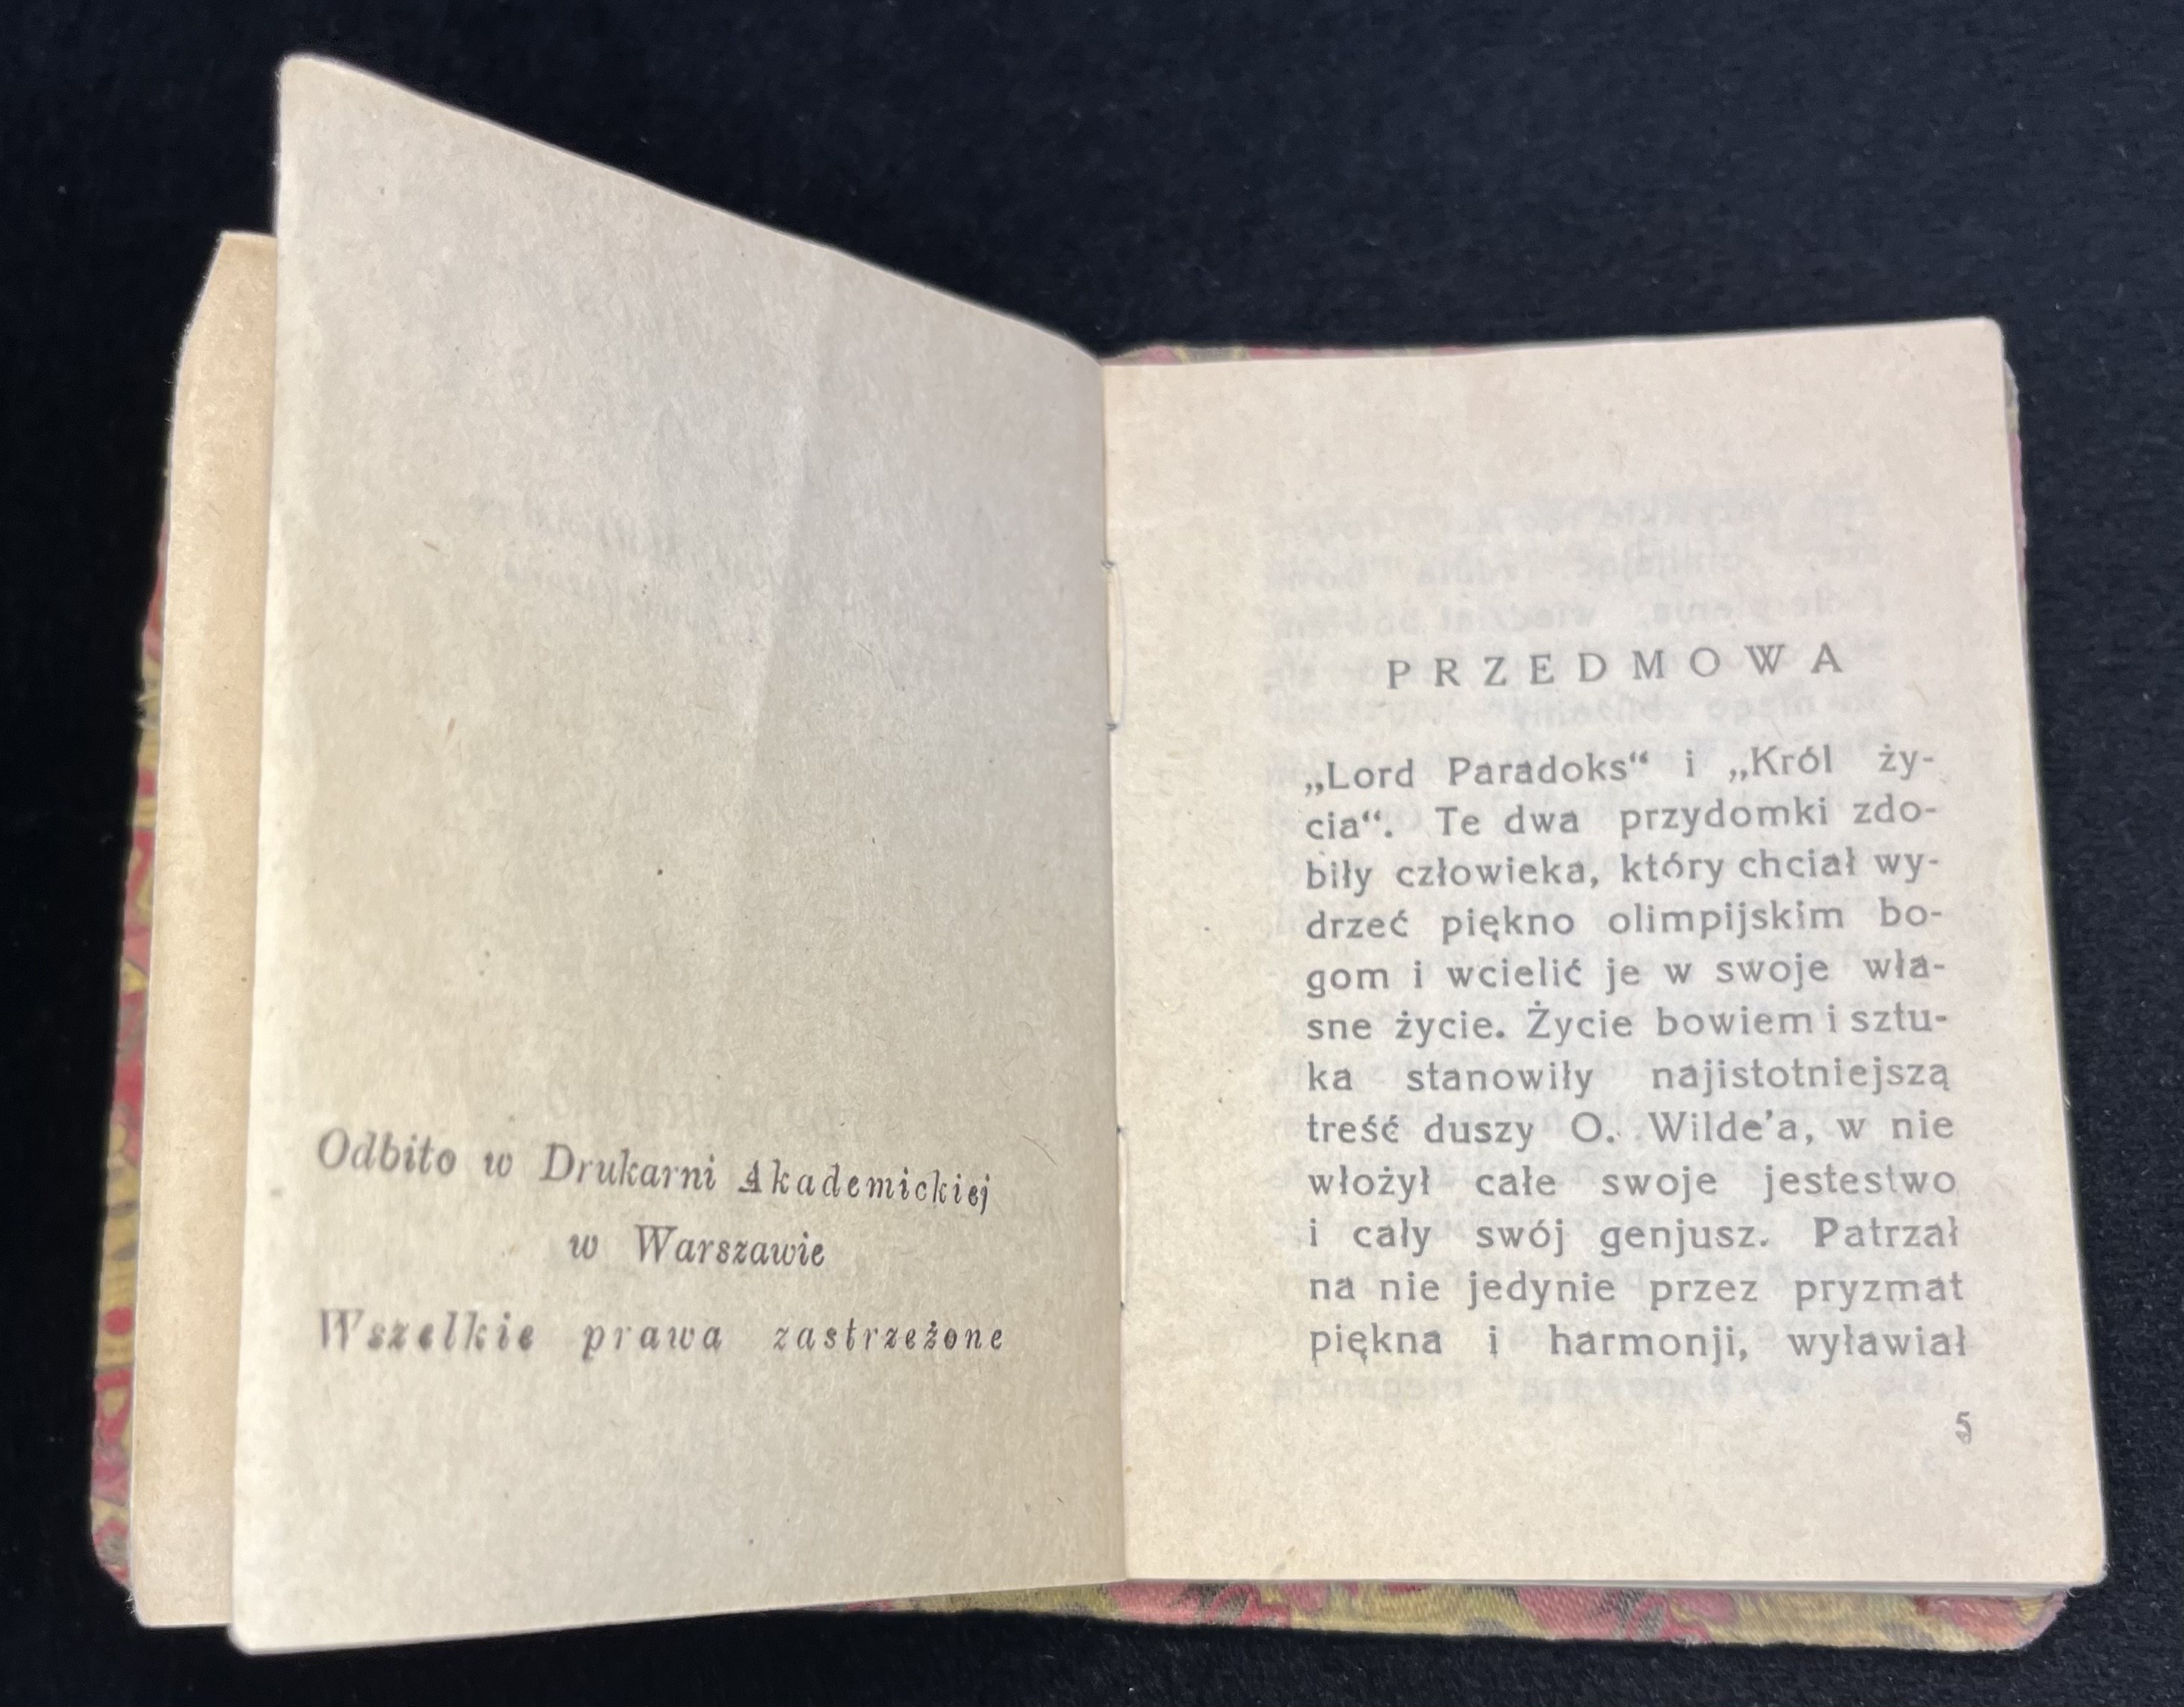 Odbito w Drukarni Akademickiej
w Warszawie
Wszelkie prawa zastrzeżone
PRZEDMOWA
„Lord Paradoks“ i „Król ży-
cia“. Te dwa przydomki zdo-
biły człowieka, który chciał wy-
drzeć piękno olimpijskim bo-
gom i wcielić je w swoje wła-
sne życie. Życie bowiem i sztu-
ka stanowiły najistotniejszą
treść duszy O. Wilde’a, w nie
włożył całe swoje jestestwo
i cały swój genjusz. Patrzał
na nie jedynie przez pryzmat
piękna i harmonji, wyławiał
5